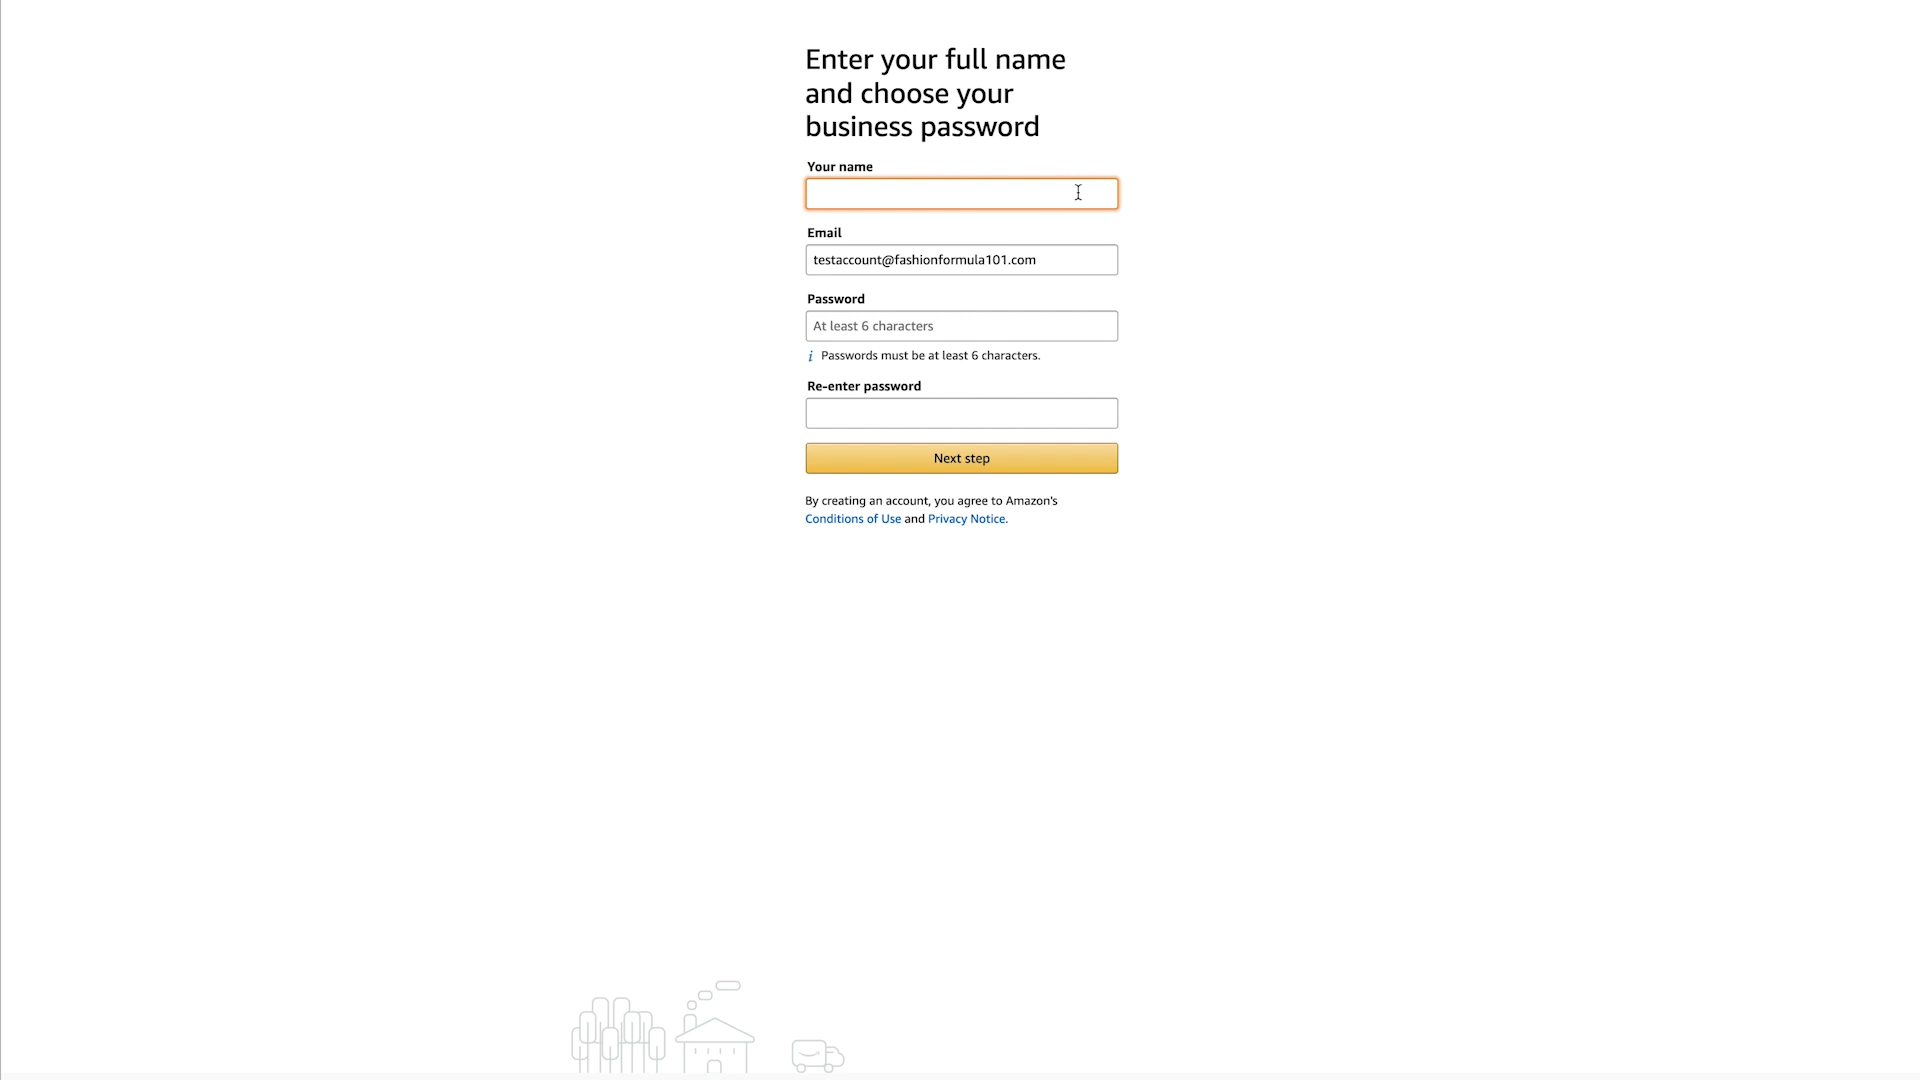 Enter your full name
and choose your
business password
Your name
Email
testaccount@fashionformula101.com
Password
At least 6 characters
i Passwords must be at least 6 characters.
Re-enter password
Next step
By creating an account, you agree to Amazon's
Conditions of Use and Privacy Notice.